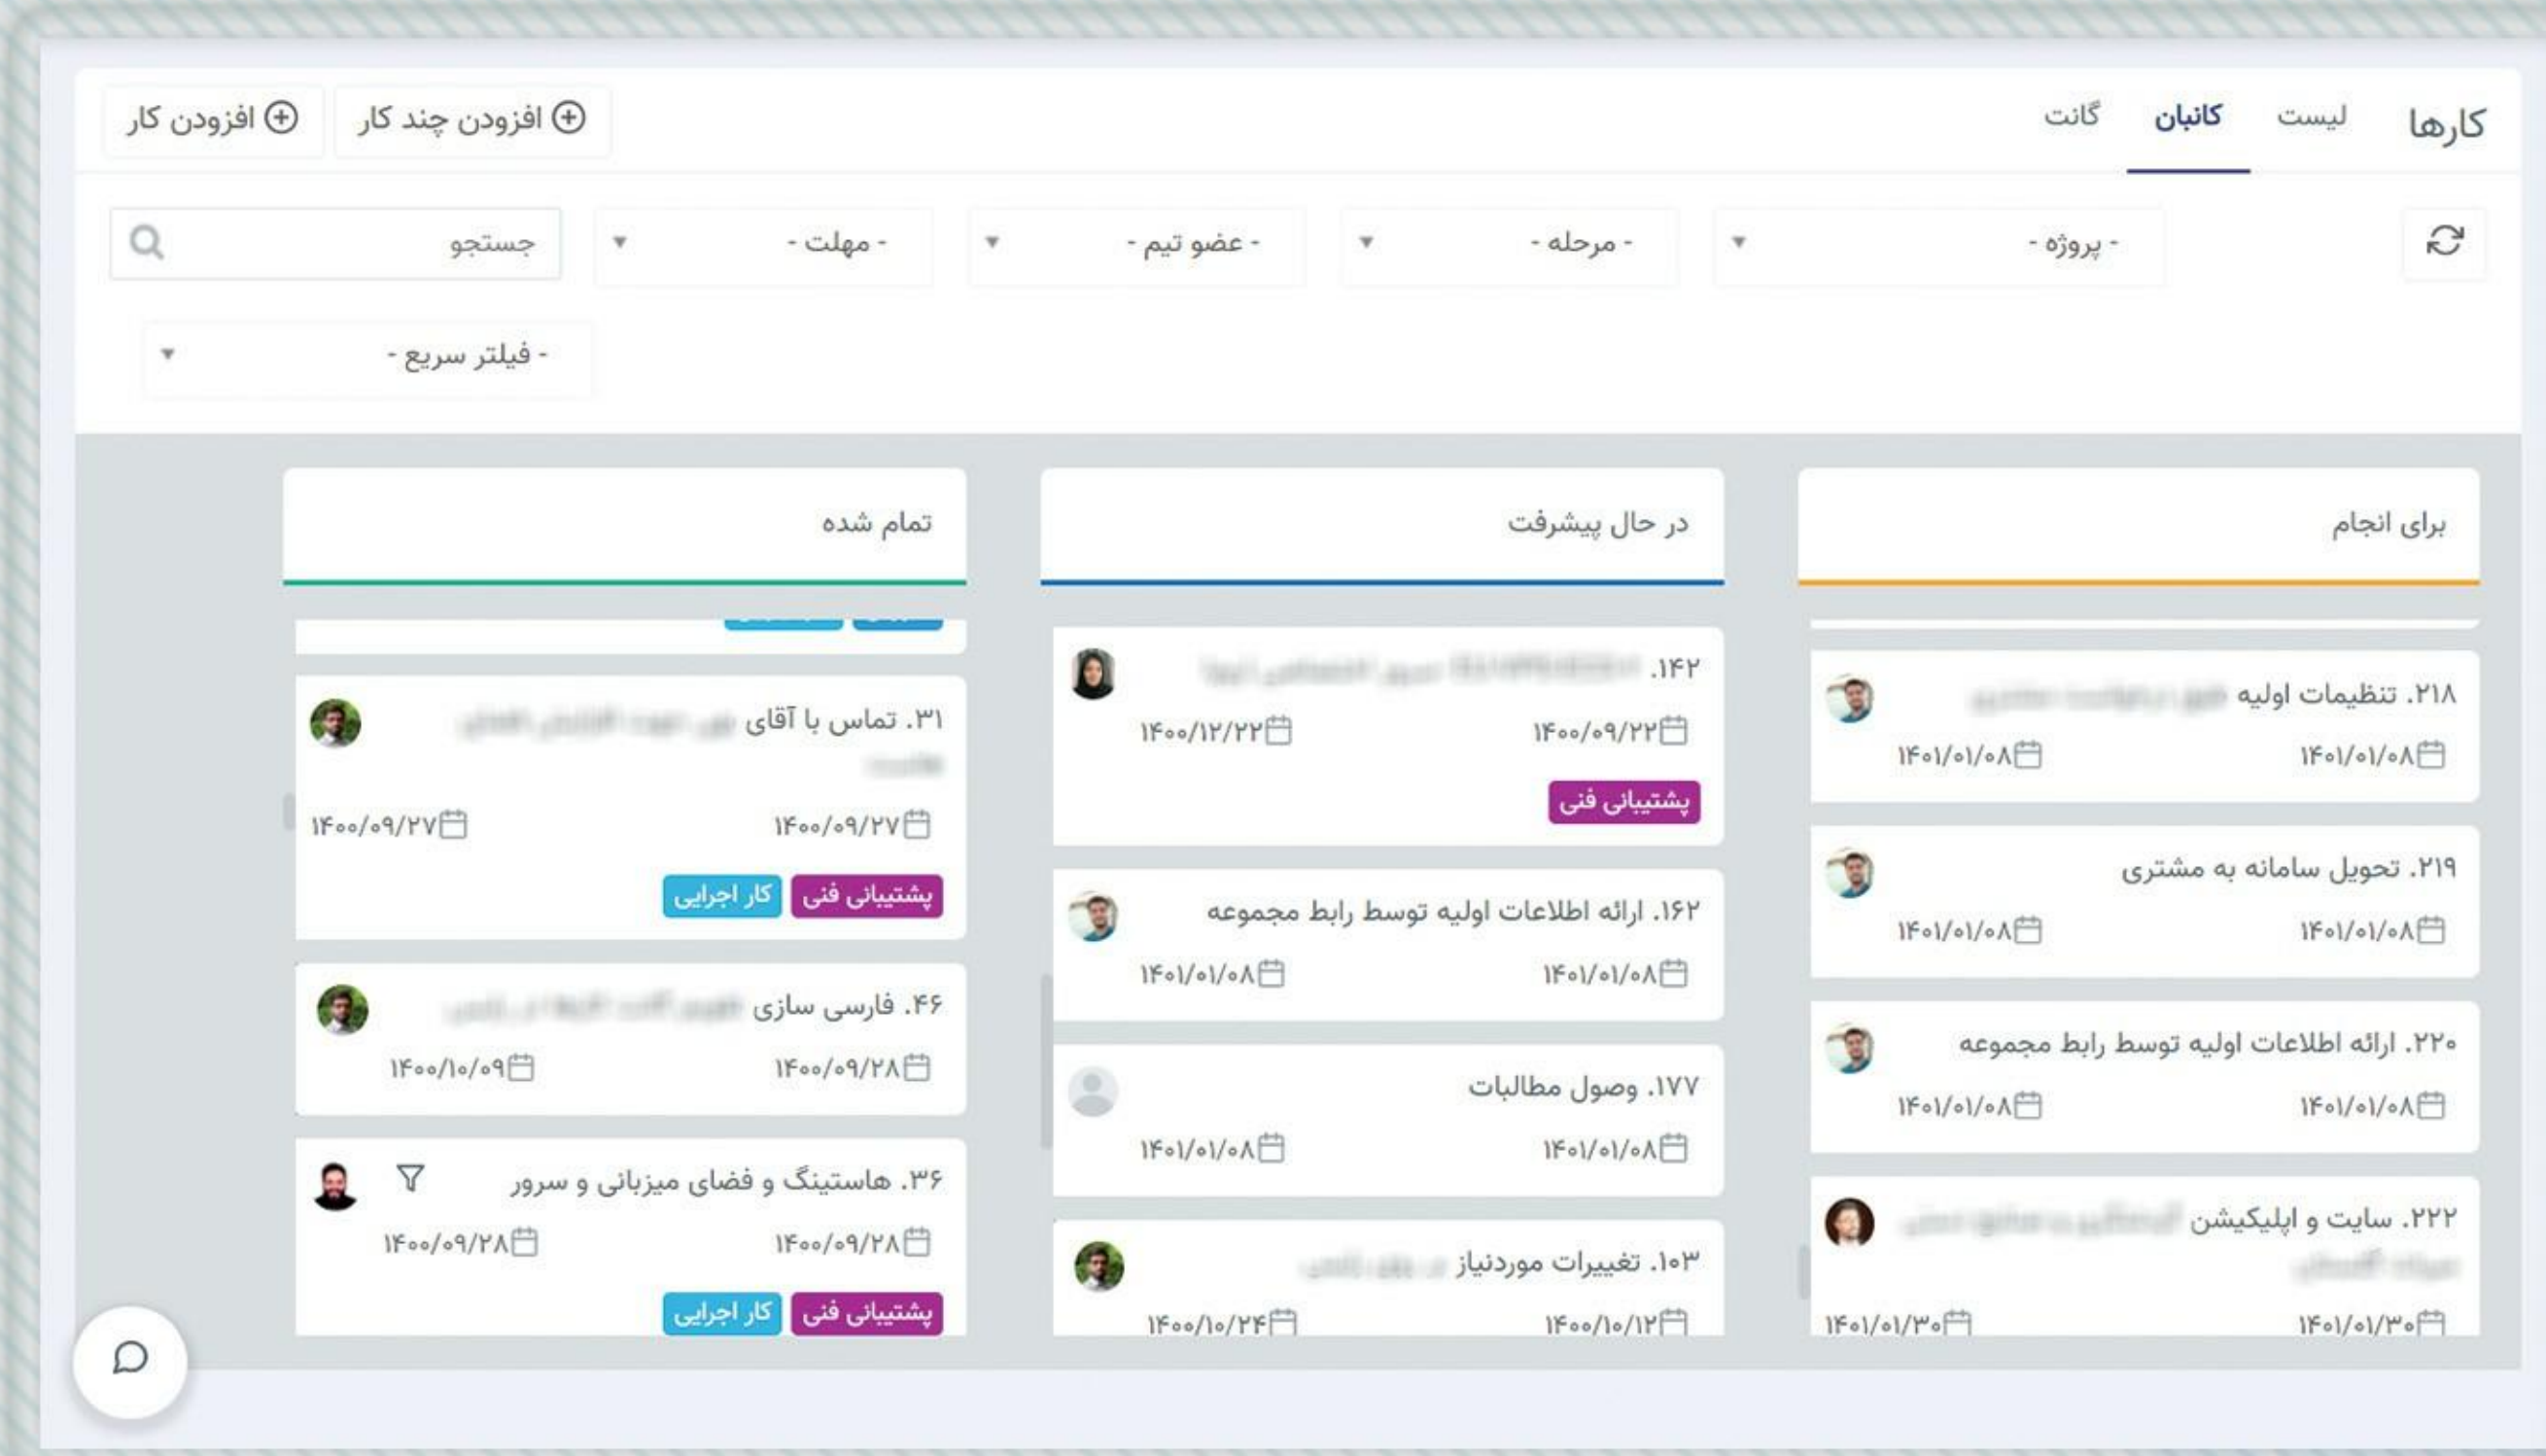 کارها
لیست
کانبان
گانت
افزودن چند کار
افزودن کار
- پروژه -
- مرحله -
- عضو تیم -
- مهلت -
جستجو
- فیلتر سریع -
برای انجام
۲۱۸. تنظیمات اولیه
۱۴۰۱/۰۱/۰۸
۱۴۰۱/۰۱/۰۸
۲۱۹. تحویل سامانه به مشتری
۱۴۰۱/۰۱/۰۸
۱۴۰۱/۰۱/۰۸
۲۲۰. ارائه اطلاعات اولیه توسط رابط مجموعه
۱۴۰۱/۰۱/۰۸
۱۴۰۱/۰۱/۰۸
۲۲۲. سایت و اپلیکیشن
۱۴۰۱/۰۱/۳۰
۱۴۰۱/۰۱/۳۰
در حال پیشرفت
۱۴۲.
۱۴۰۰/۰۹/۲۲
۱۴۰۰/۱۲/۲۲
پشتیبانی فنی
۱۶۲. ارائه اطلاعات اولیه توسط رابط مجموعه
۱۴۰۱/۰۱/۰۸
۱۴۰۱/۰۱/۰۸
۱۷۷. وصول مطالبات
۱۴۰۱/۰۱/۰۸
۱۴۰۱/۰۱/۰۸
۱۰۳. تغییرات موردنیاز
۱۴۰۰/۱۰/۱۲
۱۴۰۰/۱۰/۲۴
تمام شده
۳۱. تماس با آقای
۱۴۰۰/۰۹/۲۷
۱۴۰۰/۰۹/۲۷
پشتیبانی فنی
کار اجرایی
۴۶. فارسی سازی
۱۴۰۰/۰۹/۲۸
۱۴۰۰/۱۰/۰۹
۳۶. هاستینگ و فضای میزبانی و سرور
۱۴۰۰/۰۹/۲۸
۱۴۰۰/۰۹/۲۸
پشتیبانی فنی
کار اجرایی